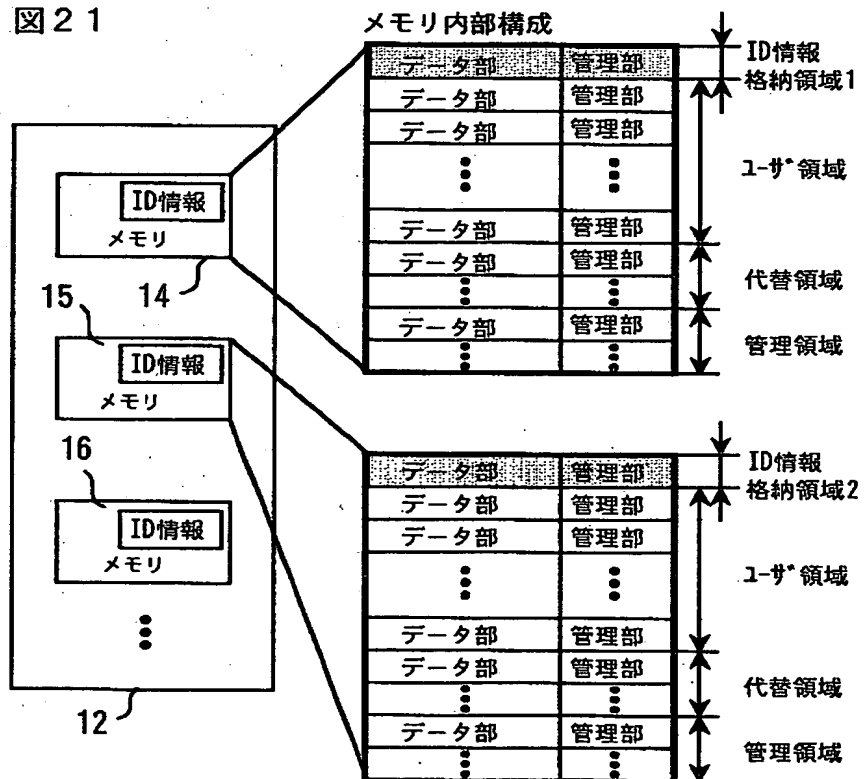 図21
メモリ内部構成
ID情報
メモリ
14
15
ID情報
メモリ
16
ID情報
メモリ
12
データ部 管理部
データ部 管理部
データ部 管理部
データ部 管理部
データ部 管理部
データ部 管理部
ID情報
格納領域1
ユーザ領域
代替領域
管理領域
データ部 管理部
データ部 管理部
データ部 管理部
データ部 管理部
データ部 管理部
データ部 管理部
ID情報
格納領域2
ユーザ領域
代替領域
管理領域